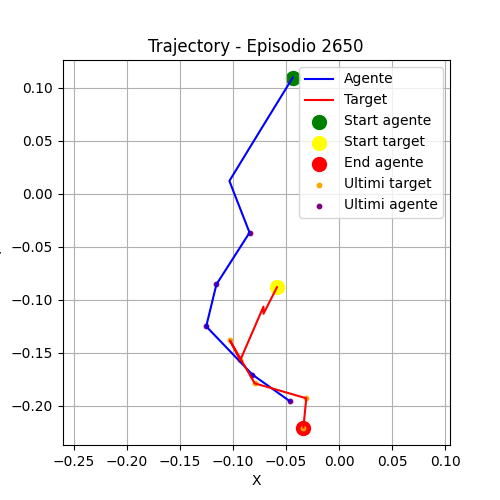 Trajectory - Episodio 2650
Agente
Target
Start agente
Start target
End agente
Ultimi target
Ultimi agente
0.10
0.05
0.00
−0.05
−0.10
−0.15
−0.20
−0.25
−0.20
−0.15
−0.10
−0.05
0.00
0.05
0.10
X